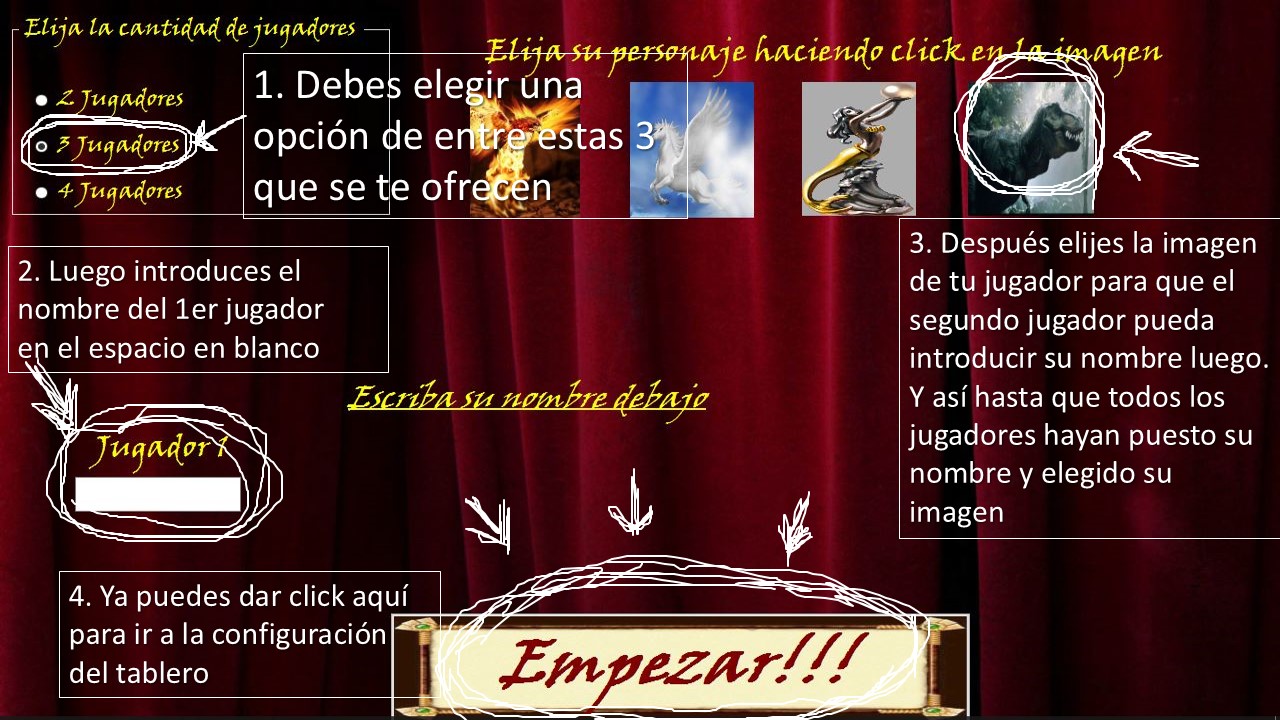 Elija la cantidad de jugadores
2 Jugadores
3 Jugadores
4 Jugadores
Elija su personaje haciendo click en la imagen
1. Debes elegir una
opción de entre estas 3
que se te ofrecen
2. Luego introduces el
nombre del 1er jugador
en el espacio en blanco
3. Después elijes la imagen
de tu jugador para que el
segundo jugador pueda
introducir su nombre luego.
Y así hasta que todos los
jugadores hayan puesto su
nombre y elegido su
imagen
Escriba su nombre debajo
Jugador 1
4. Ya puedes dar click aquí
para ir a la configuración
del tablero
Empezar!!!